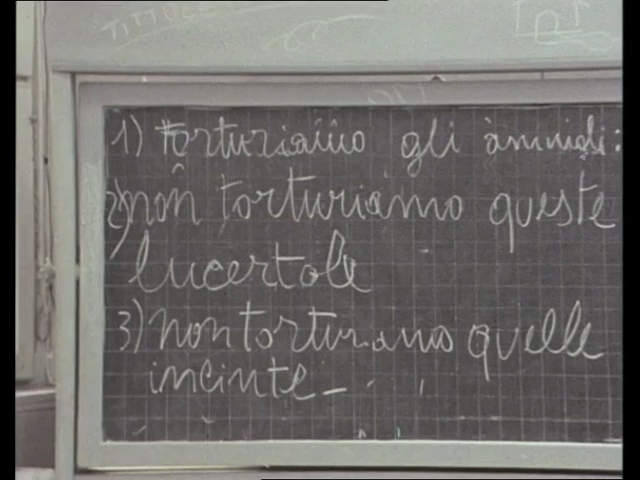 1) torturiamo gli animali:
2) non torturiamo queste
lucertole
3) non torturiamo quelle
incinte